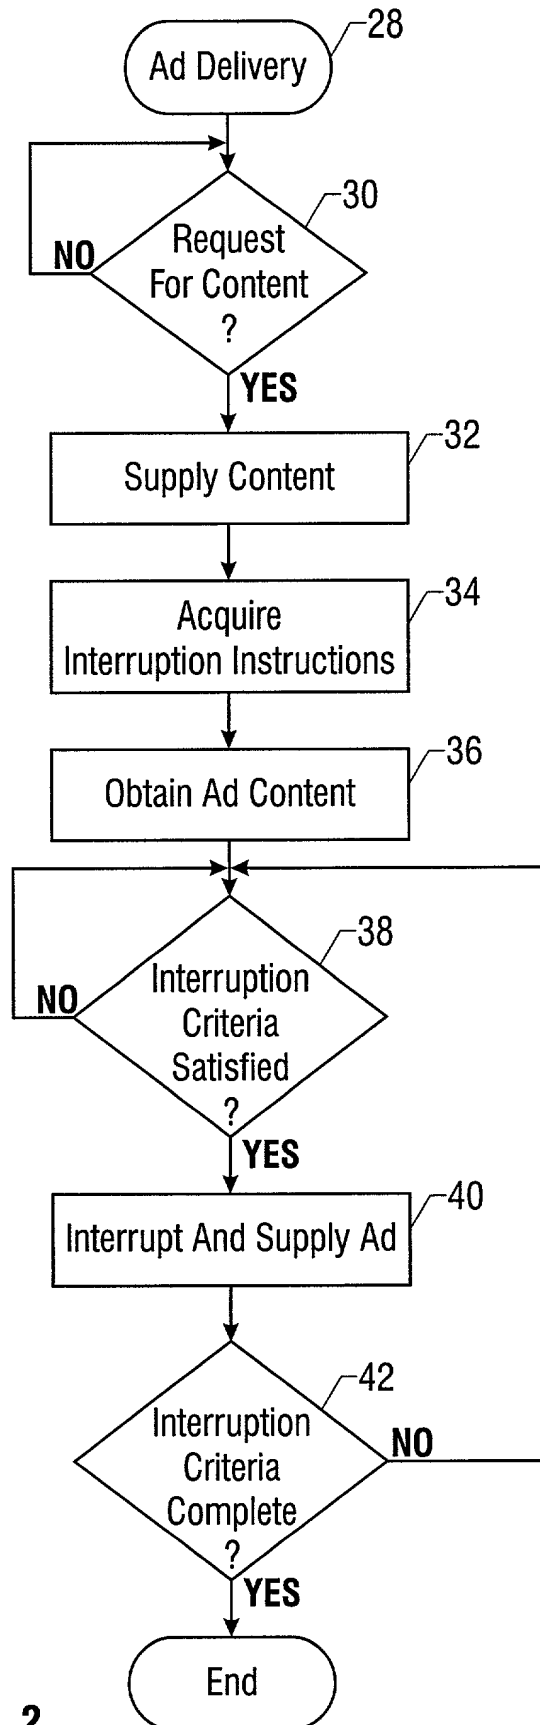 Ad Delivery
28
30
Request
For Content
?
NO
YES
32
Supply Content
34
Acquire
Interruption Instructions
36
Obtain Ad Content
38
Interruption
Criteria
Satisfied
?
NO
YES
40
Interrupt And Supply Ad
42
Interruption
Criteria
Complete
?
NO
YES
End
2